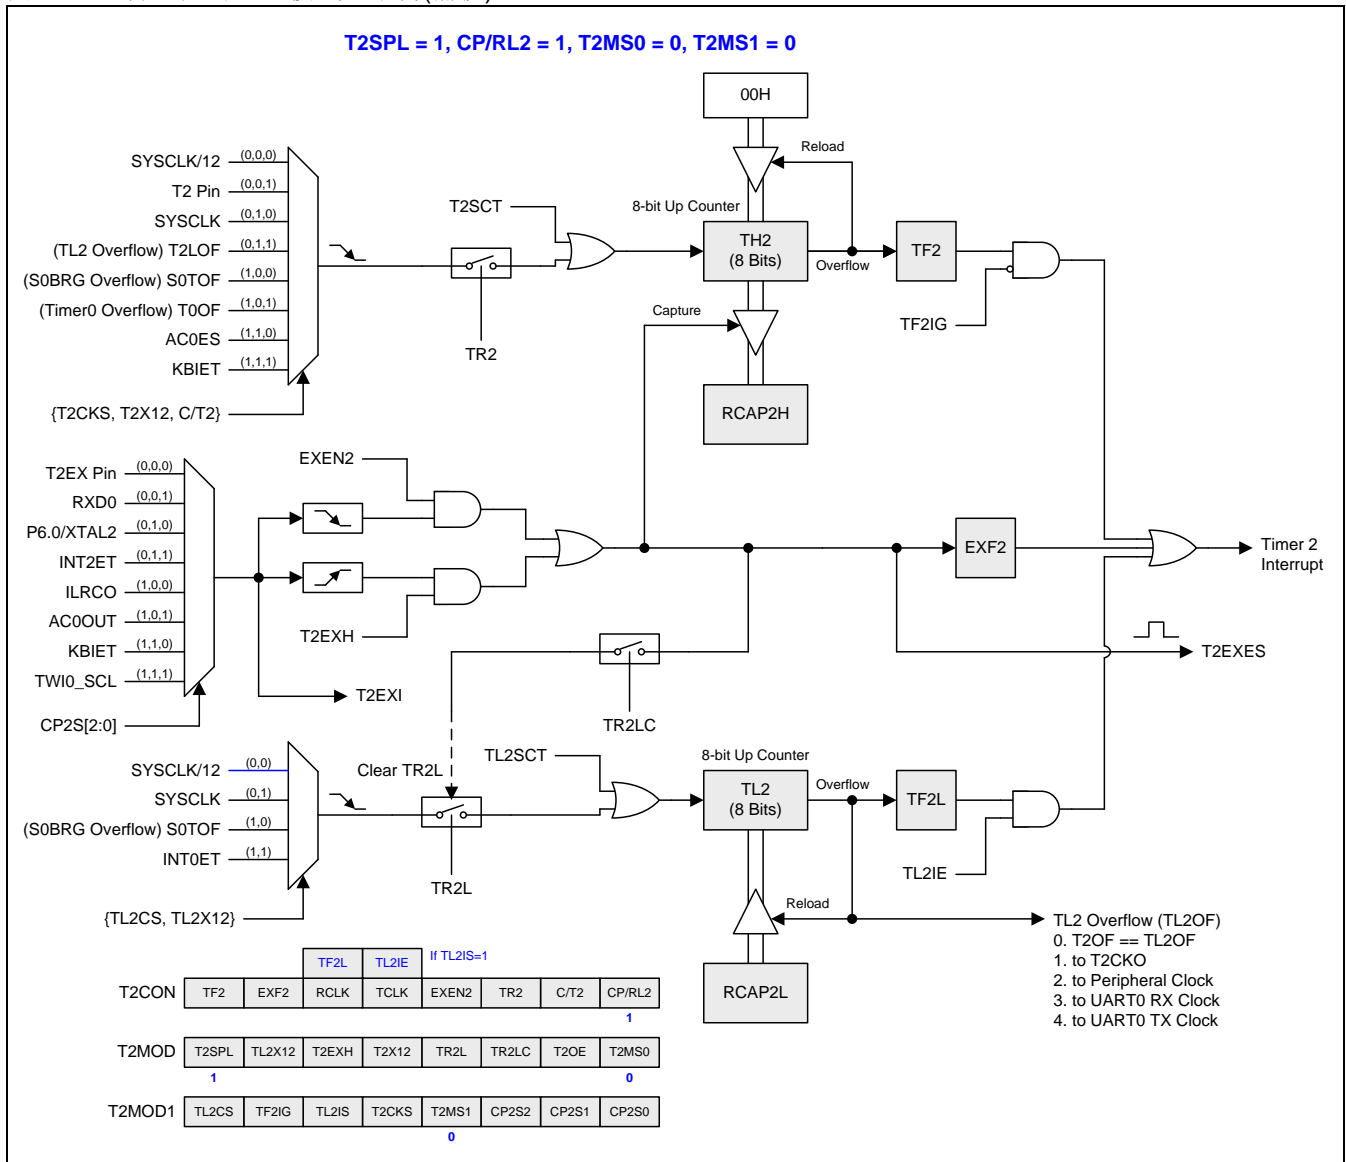 T2SPL = 1, CP/RL2 = 1, T2MS0 = 0, T2MS1 = 0
00H
Reload
SYSCLK/12 (0,0,0)
T2 Pin (0,0,1)
SYSCLK (0,1,0)
(TL2 Overflow) T2LOF (0,1,1)
(S0BRG Overflow) S0TOF (1,0,0)
(Timer0 Overflow) T0OF (1,0,1)
AC0ES (1,1,0)
KBIET (1,1,1)
{T2CKS, T2X12, C/T2}
TR2
T2SCT
8-bit Up Counter
TH2
(8 Bits)
Overflow
TF2
TF2IG
Capture
RCAP2H
T2EX Pin (0,0,0)
RXD0 (0,0,1)
P6.0/XTAL2 (0,1,0)
INT2ET (0,1,1)
ILRCO (1,0,0)
AC0OUT (1,0,1)
KBIET (1,1,0)
TWI0_SCL (1,1,1)
CP2S[2:0]
EXEN2
T2EXH
T2EXI
EXF2
Timer 2
Interrupt
T2EXES
TR2LC
Clear TR2L
SYSCLK/12 (0,0)
SYSCLK (0,1)
(S0BRG Overflow) S0TOF (1,0)
INT0ET (1,1)
{TL2CS, TL2X12}
TR2L
TL2SCT
8-bit Up Counter
TL2
(8 Bits)
Overflow
TF2L
TL2IE
Reload
RCAP2L
TL2 Overflow (TL2OF)
0. T2OF == TL2OF
1. to T2CKO
2. to Peripheral Clock
3. to UART0 RX Clock
4. to UART0 TX Clock
TF2L TL2IE If TL2IS=1
T2CON TF2 EXF2 RCLK TCLK EXEN2 TR2 C/T2 CP/RL2
1
T2MOD T2SPL TL2X12 T2EXH T2X12 TR2L TR2LC T2OE T2MS0
1 0
T2MOD1 TL2CS TF2IG TL2IS T2CKS T2MS1 CP2S2 CP2S1 CP2S0
0